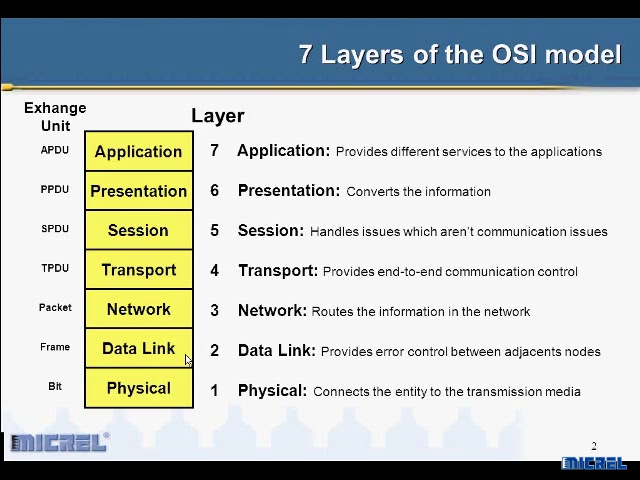 7 Layers of the OSI model
Exhange
Unit
Layer
APDU Application 7 Application: Provides different services to the applications
PPDU Presentation 6 Presentation: Converts the information
SPDU Session 5 Session: Handles issues which aren't communication issues
TPDU Transport 4 Transport: Provides end-to-end communication control
Packet Network 3 Network: Routes the information in the network
Frame Data Link 2 Data Link: Provides error control between adjacents nodes
Bit Physical 1 Physical: Connects the entity to the transmission media
MICREL®
2
MICREL